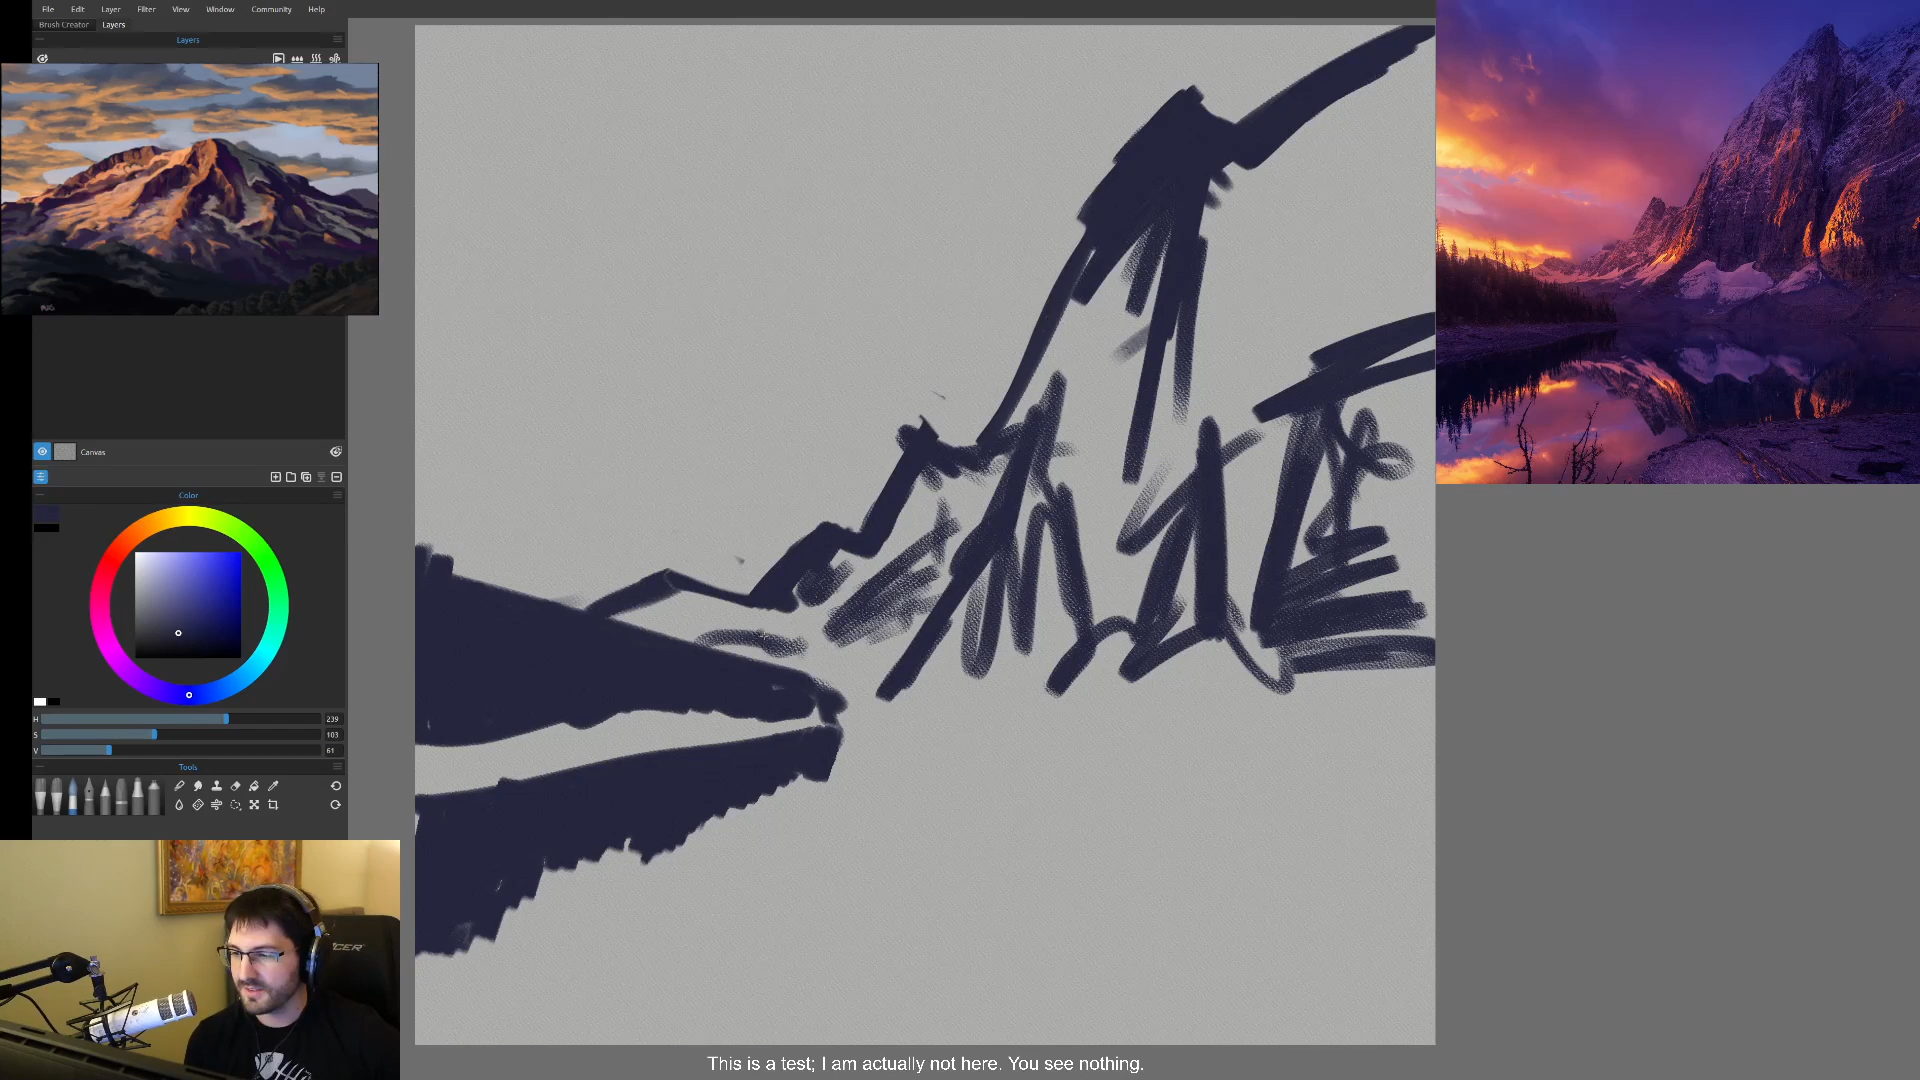 File Edit Layer Filter View Window Community Help
Brush Creator Layers
Layers
Canvas
Color
H 239
S 103
V 61
Tools
ACER
This is a test; I am actually not here. You see nothing.